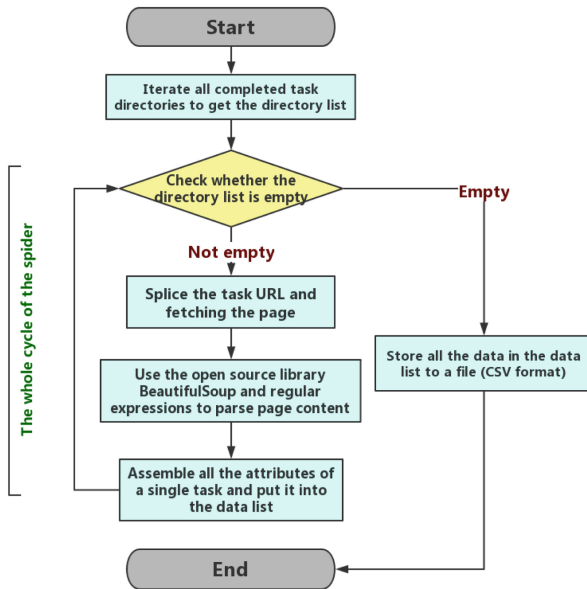 Start
Iterate all completed task
directories to get the directory list
Check whether the
directory list is empty
Empty
Not empty
Splice the task URL and
fetching the page
Store all the data in the data
list to a file (CSV format)
Use the open source library
BeautifulSoup and regular
expressions to parse page content
Assemble all the attributes of
a single task and put it into
the data list
The whole cycle of the spider
End